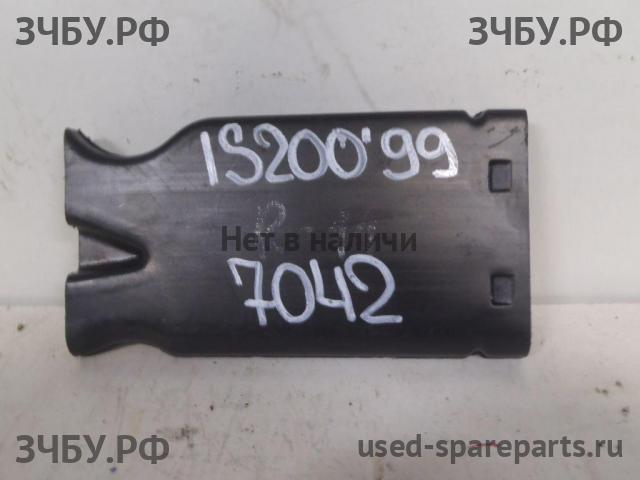 ЗЧБУ.РФ ЗЧБУ.РФ
IS200'99
Нет в наличи
7042
ЗЧБУ.РФ used-spareparts.ru